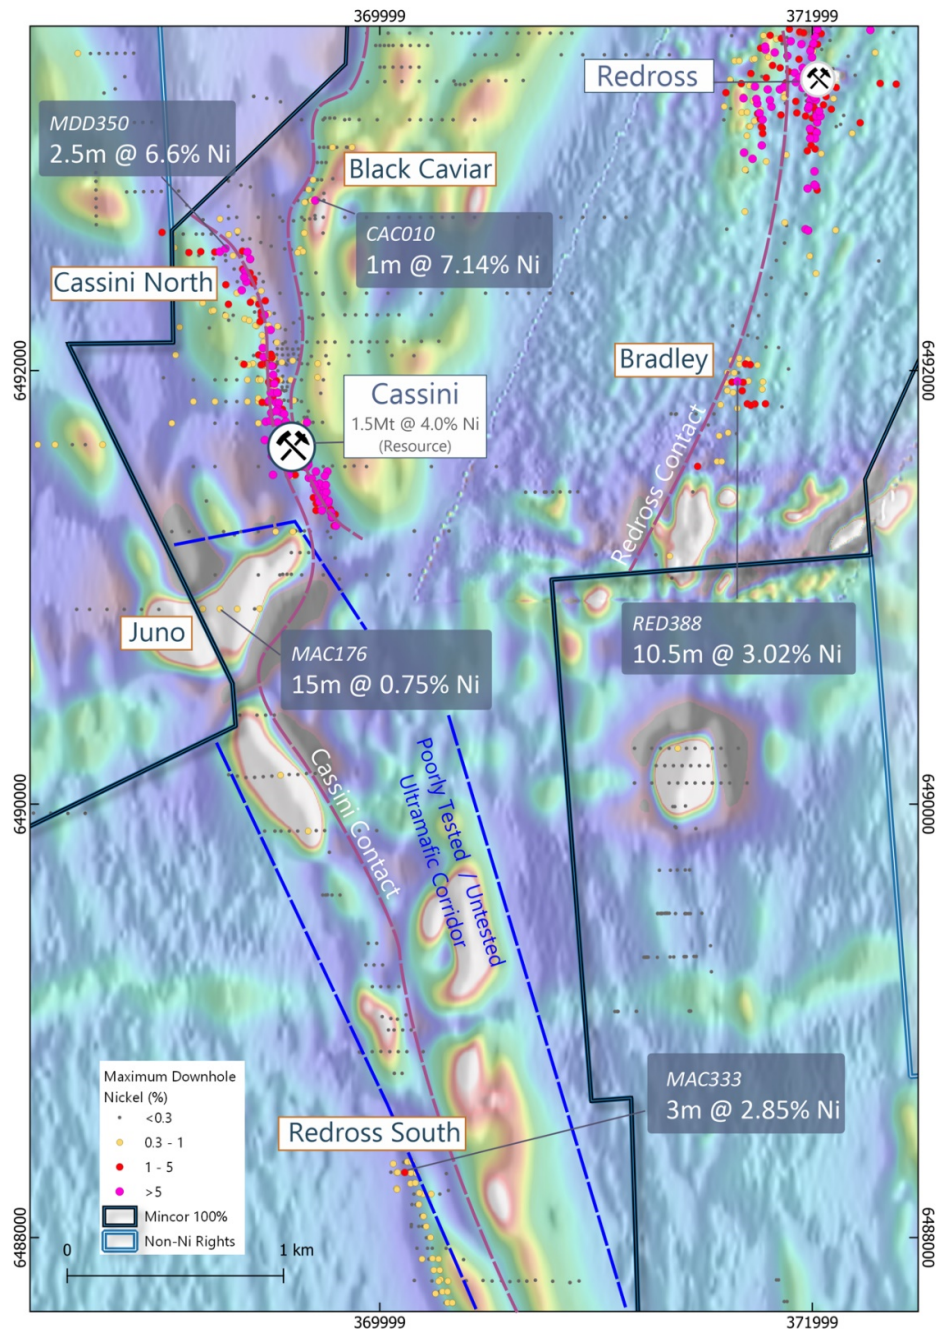 369999
371999
Redross
MDD350
2.5m @ 6.6% Ni
Black Caviar
CAC010
1m @ 7.14% Ni
Cassini North
Bradley
6492000
6492000
Cassini
1.5Mt @ 4.0% Ni
(Resource)
Redross Contact
Juno
MAC176
15m @ 0.75% Ni
RED388
10.5m @ 3.02% Ni
Cassini Contact
Poorly Tested / Untested
Ultramafic Corridor
6490000
6490000
MAC333
3m @ 2.85% Ni
Redross South
Maximum Downhole
Nickel (%)
<0.3
0.3 - 1
1 - 5
>5
Mincor 100%
Non-Ni Rights
0 1 km
6488000
6488000
369999
371999